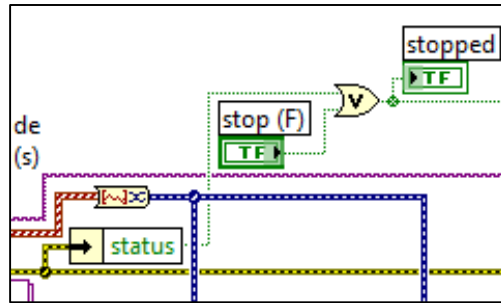 stopped
TF
V
stop (F)
TF
de
(s)
status